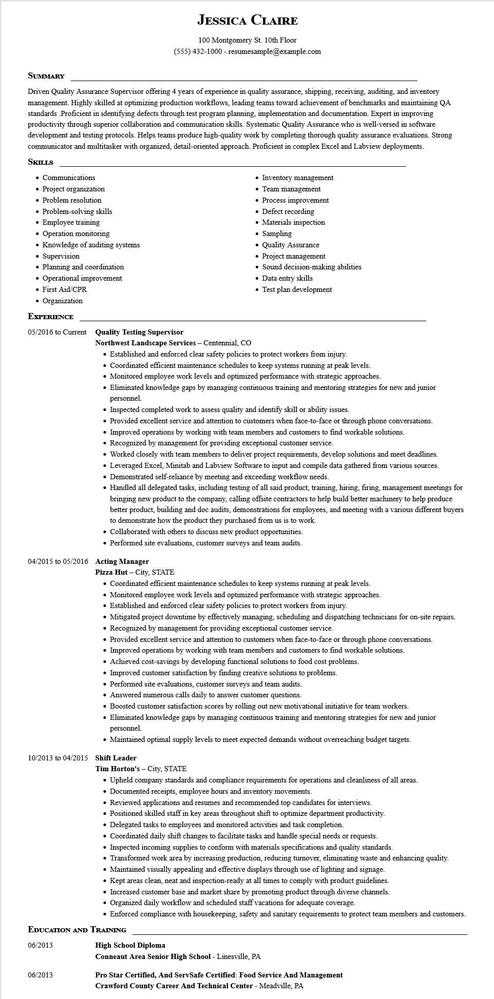 Jessica Claire
100 Montgomery St. 10th Floor
(555) 432-1000 - resumesample@example.com
Summary
Driven Quality Assurance Supervisor offering 4 years of experience in quality assurance, shipping, receiving, auditing, and inventory
management. Highly skilled at optimizing production workflows, leading teams toward achievement of benchmarks and maintaining QA
standards .Proficient in identifying defects through test program planning, implementation and documentation. Expert in improving
productivity through superior collaboration and communication skills. Systematic Quality Assurance who is well-versed in software
development and testing protocols. Helps teams produce high-quality work by completing thorough quality assurance evaluations. Strong
communicator and multitasker with organized, detail-oriented approach. Proficient in complex Excel and Labview deployments.
Skills
• Communications
• Project organization
• Problem resolution
• Problem-solving skills
• Employee training
• Operation monitoring
• Knowledge of auditing systems
• Supervision
• Planning and coordination
• Operational improvement
• First Aid/CPR
• Organization
• Inventory management
• Team management
• Process improvement
• Defect recording
• Materials inspection
• Sampling
• Quality Assurance
• Project management
• Sound decision-making abilities
• Data entry skills
• Test plan development
Experience
05/2016 to Current Quality Testing Supervisor
Northwest Landscape Services – Centennial, CO
• Established and enforced clear safety policies to protect workers from injury.
• Coordinated efficient maintenance schedules to keep systems running at peak levels.
• Monitored employee work levels and optimized performance with strategic approaches.
• Eliminated knowledge gaps by managing continuous training and mentoring strategies for new and junior
personnel.
• Inspected completed work to assess quality and identify skill or ability issues.
• Provided excellent service and attention to customers when face-to-face or through phone conversations.
• Improved operations by working with team members and customers to find workable solutions.
• Recognized by management for providing exceptional customer service.
• Worked closely with team members to deliver project requirements, develop solutions and meet deadlines.
• Leveraged Excel, Minitab and Labview Software to input and compile data gathered from various sources.
• Demonstrated self-reliance by meeting and exceeding workflow needs.
• Handled all delegated tasks, including testing of all said product, training, hiring, firing, management meetings for
bringing new product to the company, calling offsite contractors to help build better machinery to help produce
better product, building and doc audits, demonstrations for employees, and meeting with a various different buyers
to demonstrate how the product they purchased from us is to work.
• Collaborated with others to discuss new product opportunities.
• Performed site evaluations, customer surveys and team audits.
04/2015 to 05/2016 Acting Manager
Pizza Hut – City, STATE
• Coordinated efficient maintenance schedules to keep systems running at peak levels.
• Monitored employee work levels and optimized performance with strategic approaches.
• Established and enforced clear safety policies to protect workers from injury.
• Mitigated project downtime by effectively managing, scheduling and dispatching technicians for on-site repairs.
• Recognized by management for providing exceptional customer service.
• Provided excellent service and attention to customers when face-to-face or through phone conversations.
• Improved operations by working with team members and customers to find workable solutions.
• Achieved cost-savings by developing functional solutions to food cost problems.
• Improved customer satisfaction by finding creative solutions to problems.
• Performed site evaluations, customer surveys and team audits.
• Answered numerous calls daily to answer customer questions.
• Boosted customer satisfaction scores by rolling out new motivational initiative for team workers.
• Eliminated knowledge gaps by managing continuous training and mentoring strategies for new and junior
personnel.
• Maintained optimal supply levels to meet expected demands without overreaching budget targets.
10/2013 to 04/2015 Shift Leader
Tim Horton's – City, STATE
• Upheld company standards and compliance requirements for operations and cleanliness of all areas.
• Documented receipts, employee hours and inventory movements.
• Reviewed applications and resumes and recommended top candidates for interviews.
• Positioned skilled staff in key areas throughout shift to optimize department productivity.
• Delegated tasks to employees and monitored activities and task completion.
• Coordinated daily shift changes to facilitate tasks and handle special needs or requests.
• Inspected incoming supplies to conform with materials specifications and quality standards.
• Transformed work area by increasing production, reducing turnover, eliminating waste and enhancing quality.
• Maintained visually appealing and effective displays through use of lighting and signage.
• Kept areas clean, neat and inspection-ready at all times to comply with product guidelines.
• Increased customer base and market share by promoting product through diverse channels.
• Organized daily workflow and scheduled staff vacations for adequate coverage.
• Enforced compliance with housekeeping, safety and sanitary requirements to protect team members and customers.
Education and Training
06/2013 High School Diploma
Conneaut Area Senior High School - Linesville, PA
06/2013 Pro Star Certified, And ServSafe Certified: Food Service And Management
Crawford County Career And Technical Center - Meadville, PA